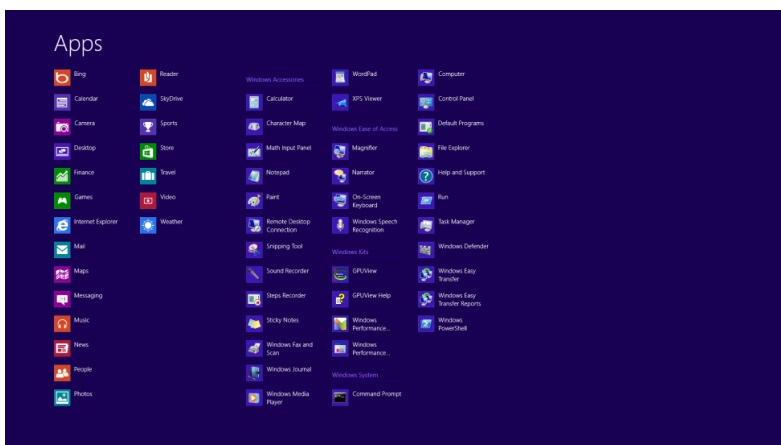 Apps
Bing
Calendar
Camera
Desktop
Finance
Games
Internet Explorer
Mail
Maps
Messaging
Music
News
People
Photos
Reader
SkyDrive
Sports
Store
Travel
Video
Weather
Windows Accessories
Calculator
Character Map
Math Input Panel
Notepad
Paint
Remote Desktop
Connection
Snipping Tool
Sound Recorder
Steps Recorder
Sticky Notes
Windows Fax and
Scan
Windows Journal
Windows Media
Player
WordPad
XPS Viewer
Windows Ease of Access
Magnifier
Narrator
On-Screen
Keyboard
Windows Speech
Recognition
Windows Kits
GPUView
GPUView Help
Windows
Performance...
Windows
Performance...
Windows System
Command Prompt
Computer
Control Panel
Default Programs
File Explorer
Help and Support
Run
Task Manager
Windows Defender
Windows Easy
Transfer
Windows Easy
Transfer Reports
Windows
PowerShell